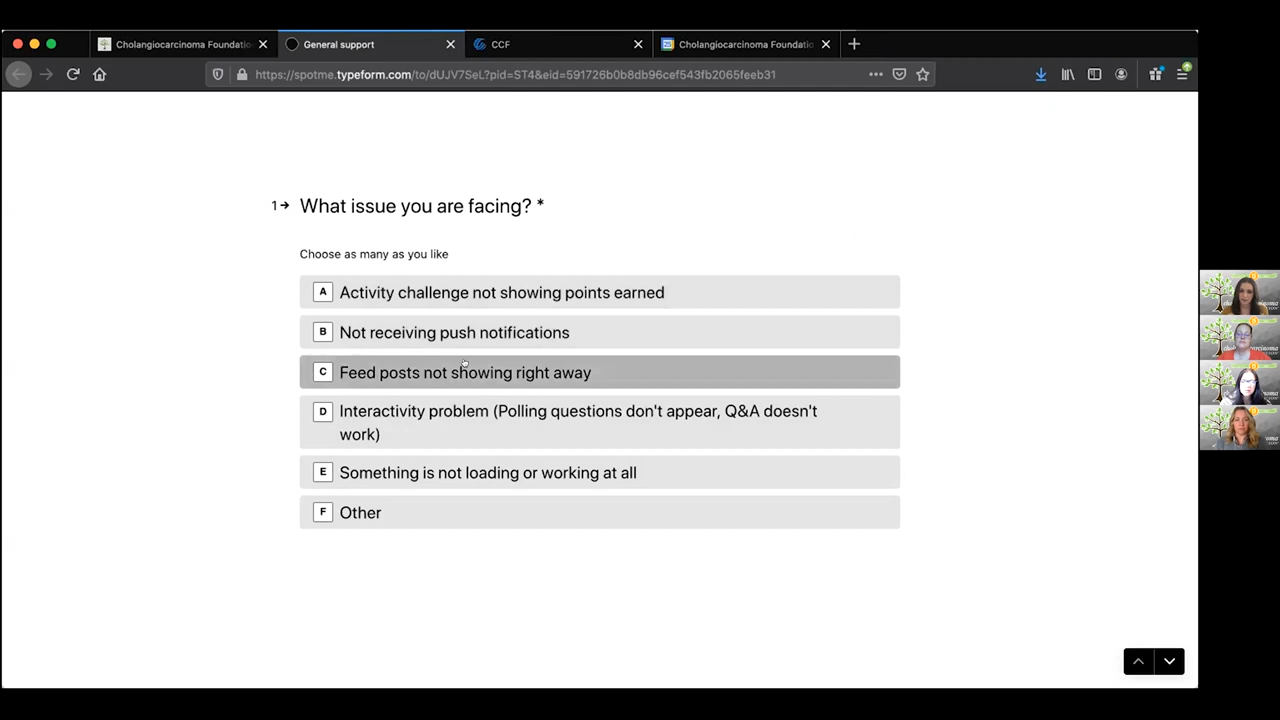 Cholangiocarcinoma Foundatio
General support
CCF
Cholangiocarcinoma Foundatio
https://spotme.typeform.com/to/dUJV7SeL?pid=ST4&eid=591726b0b8db96cef543fb2065feeb31
1 → What issue you are facing? *
Choose as many as you like
A Activity challenge not showing points earned
B Not receiving push notifications
C Feed posts not showing right away
D Interactivity problem (Polling questions don't appear, Q&A doesn't
work)
E Something is not loading or working at all
F Other